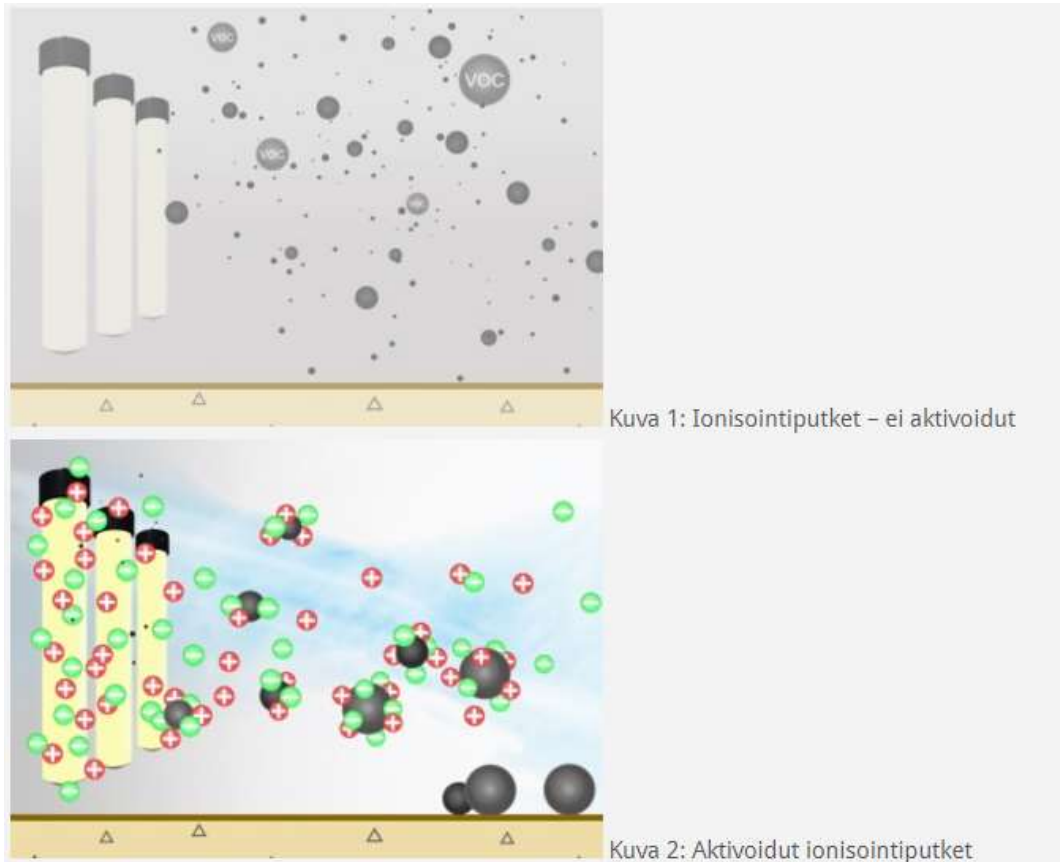 VOC
VOC
VOC
Kuva 1: Ionisointiputket – ei aktivoidut
Kuva 2: Aktivoidut ionisointiputket